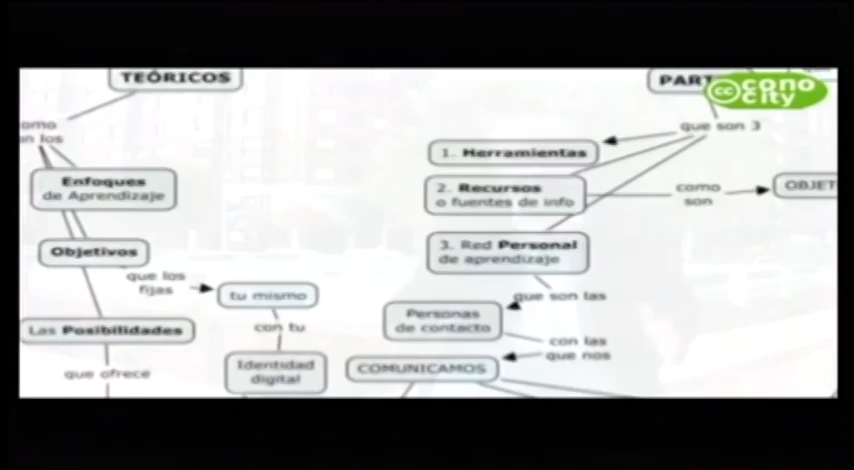 TEÓRICOS
PART
cc cono
city
omo
n los
que son 3
1. Herramientas
Enfoques
de Aprendizaje
2. Recursos
o fuentes de info
como
son
OBJET
Objetivos
3. Red Personal
de aprendizaje
que los
fijas
tu mismo
que son las
Las Posibilidades
Personas
de contacto
con tu
con las
que nos
que ofrece
Identidad
digital
COMUNICAMOS